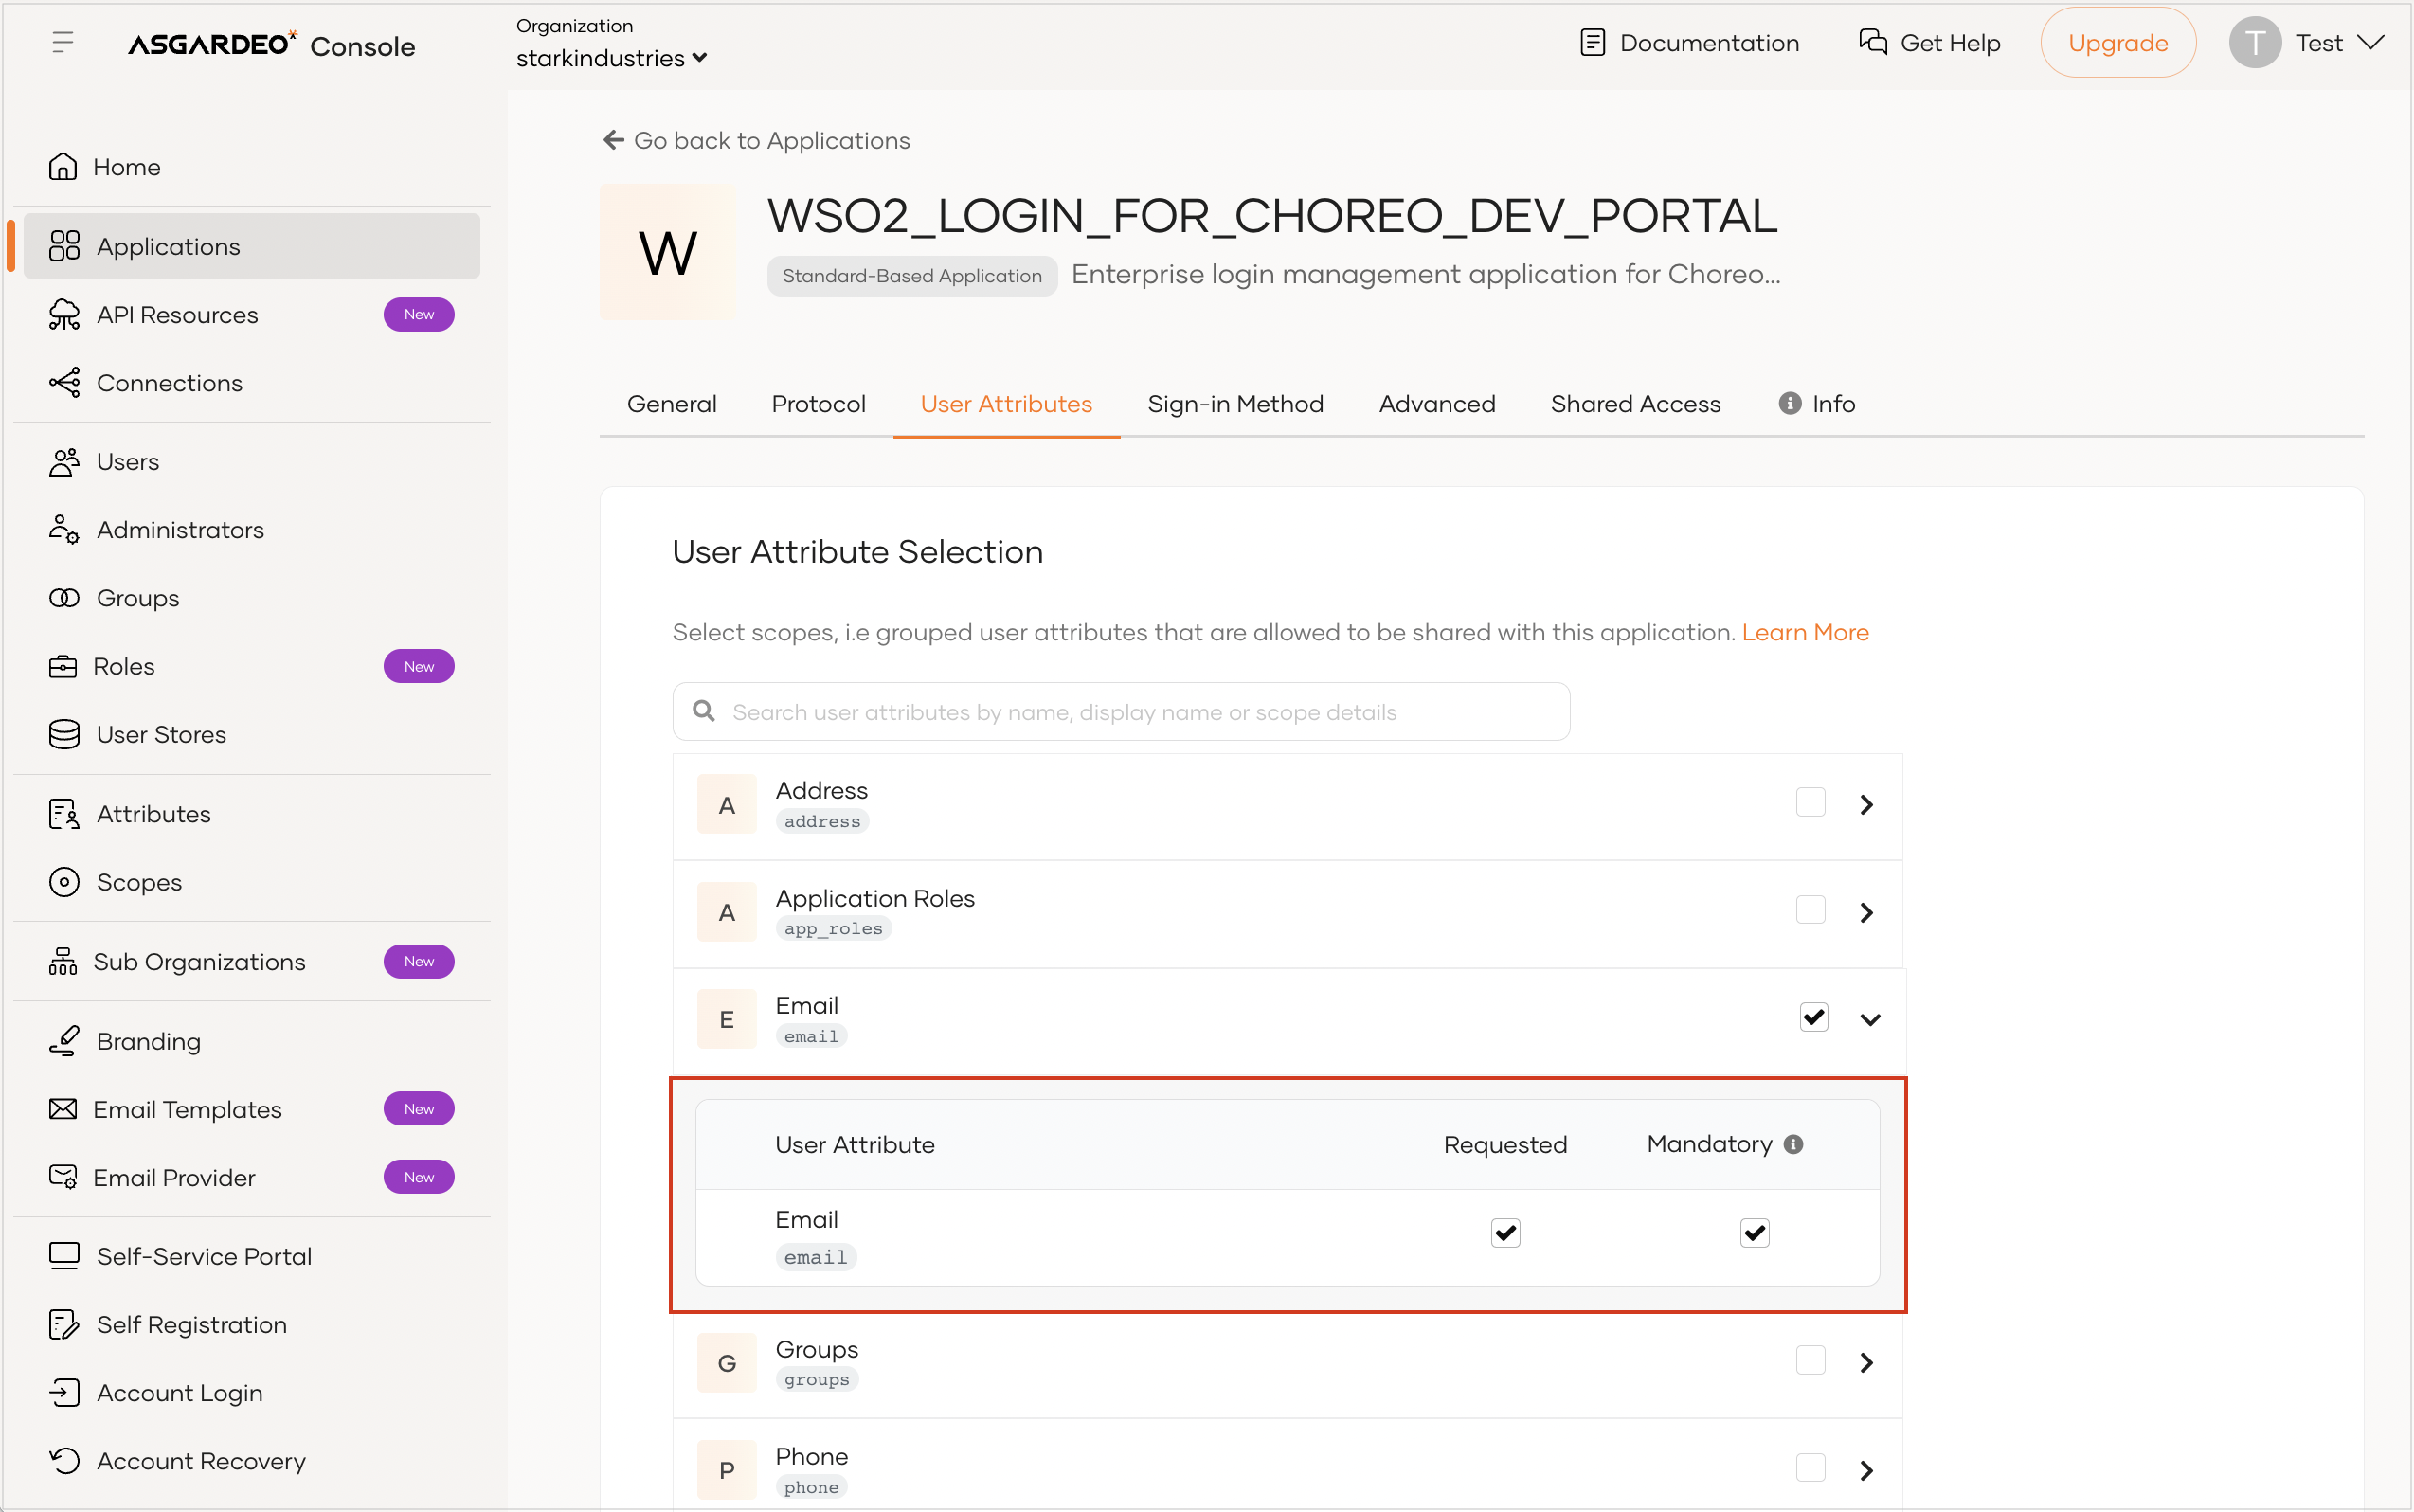 ASGARDEO Console
Organization
starkindustries
Documentation
Get Help
Upgrade
T
Test
Home
Applications
API Resources
New
Connections
Users
Administrators
Groups
Roles
New
User Stores
Attributes
Scopes
Sub Organizations
New
Branding
Email Templates
New
Email Provider
New
Self-Service Portal
Self Registration
Account Login
Account Recovery
Go back to Applications
W
WSO2_LOGIN_FOR_CHOREO_DEV_PORTAL
Standard-Based Application
Enterprise login management application for Choreo...
General
Protocol
User Attributes
Sign-in Method
Advanced
Shared Access
Info
User Attribute Selection
Select scopes, i.e grouped user attributes that are allowed to be shared with this application. Learn More
Search user attributes by name, display name or scope details
A
Address
address
A
Application Roles
app_roles
E
Email
email
User Attribute
Requested
Mandatory
Email
email
G
Groups
groups
P
Phone
phone